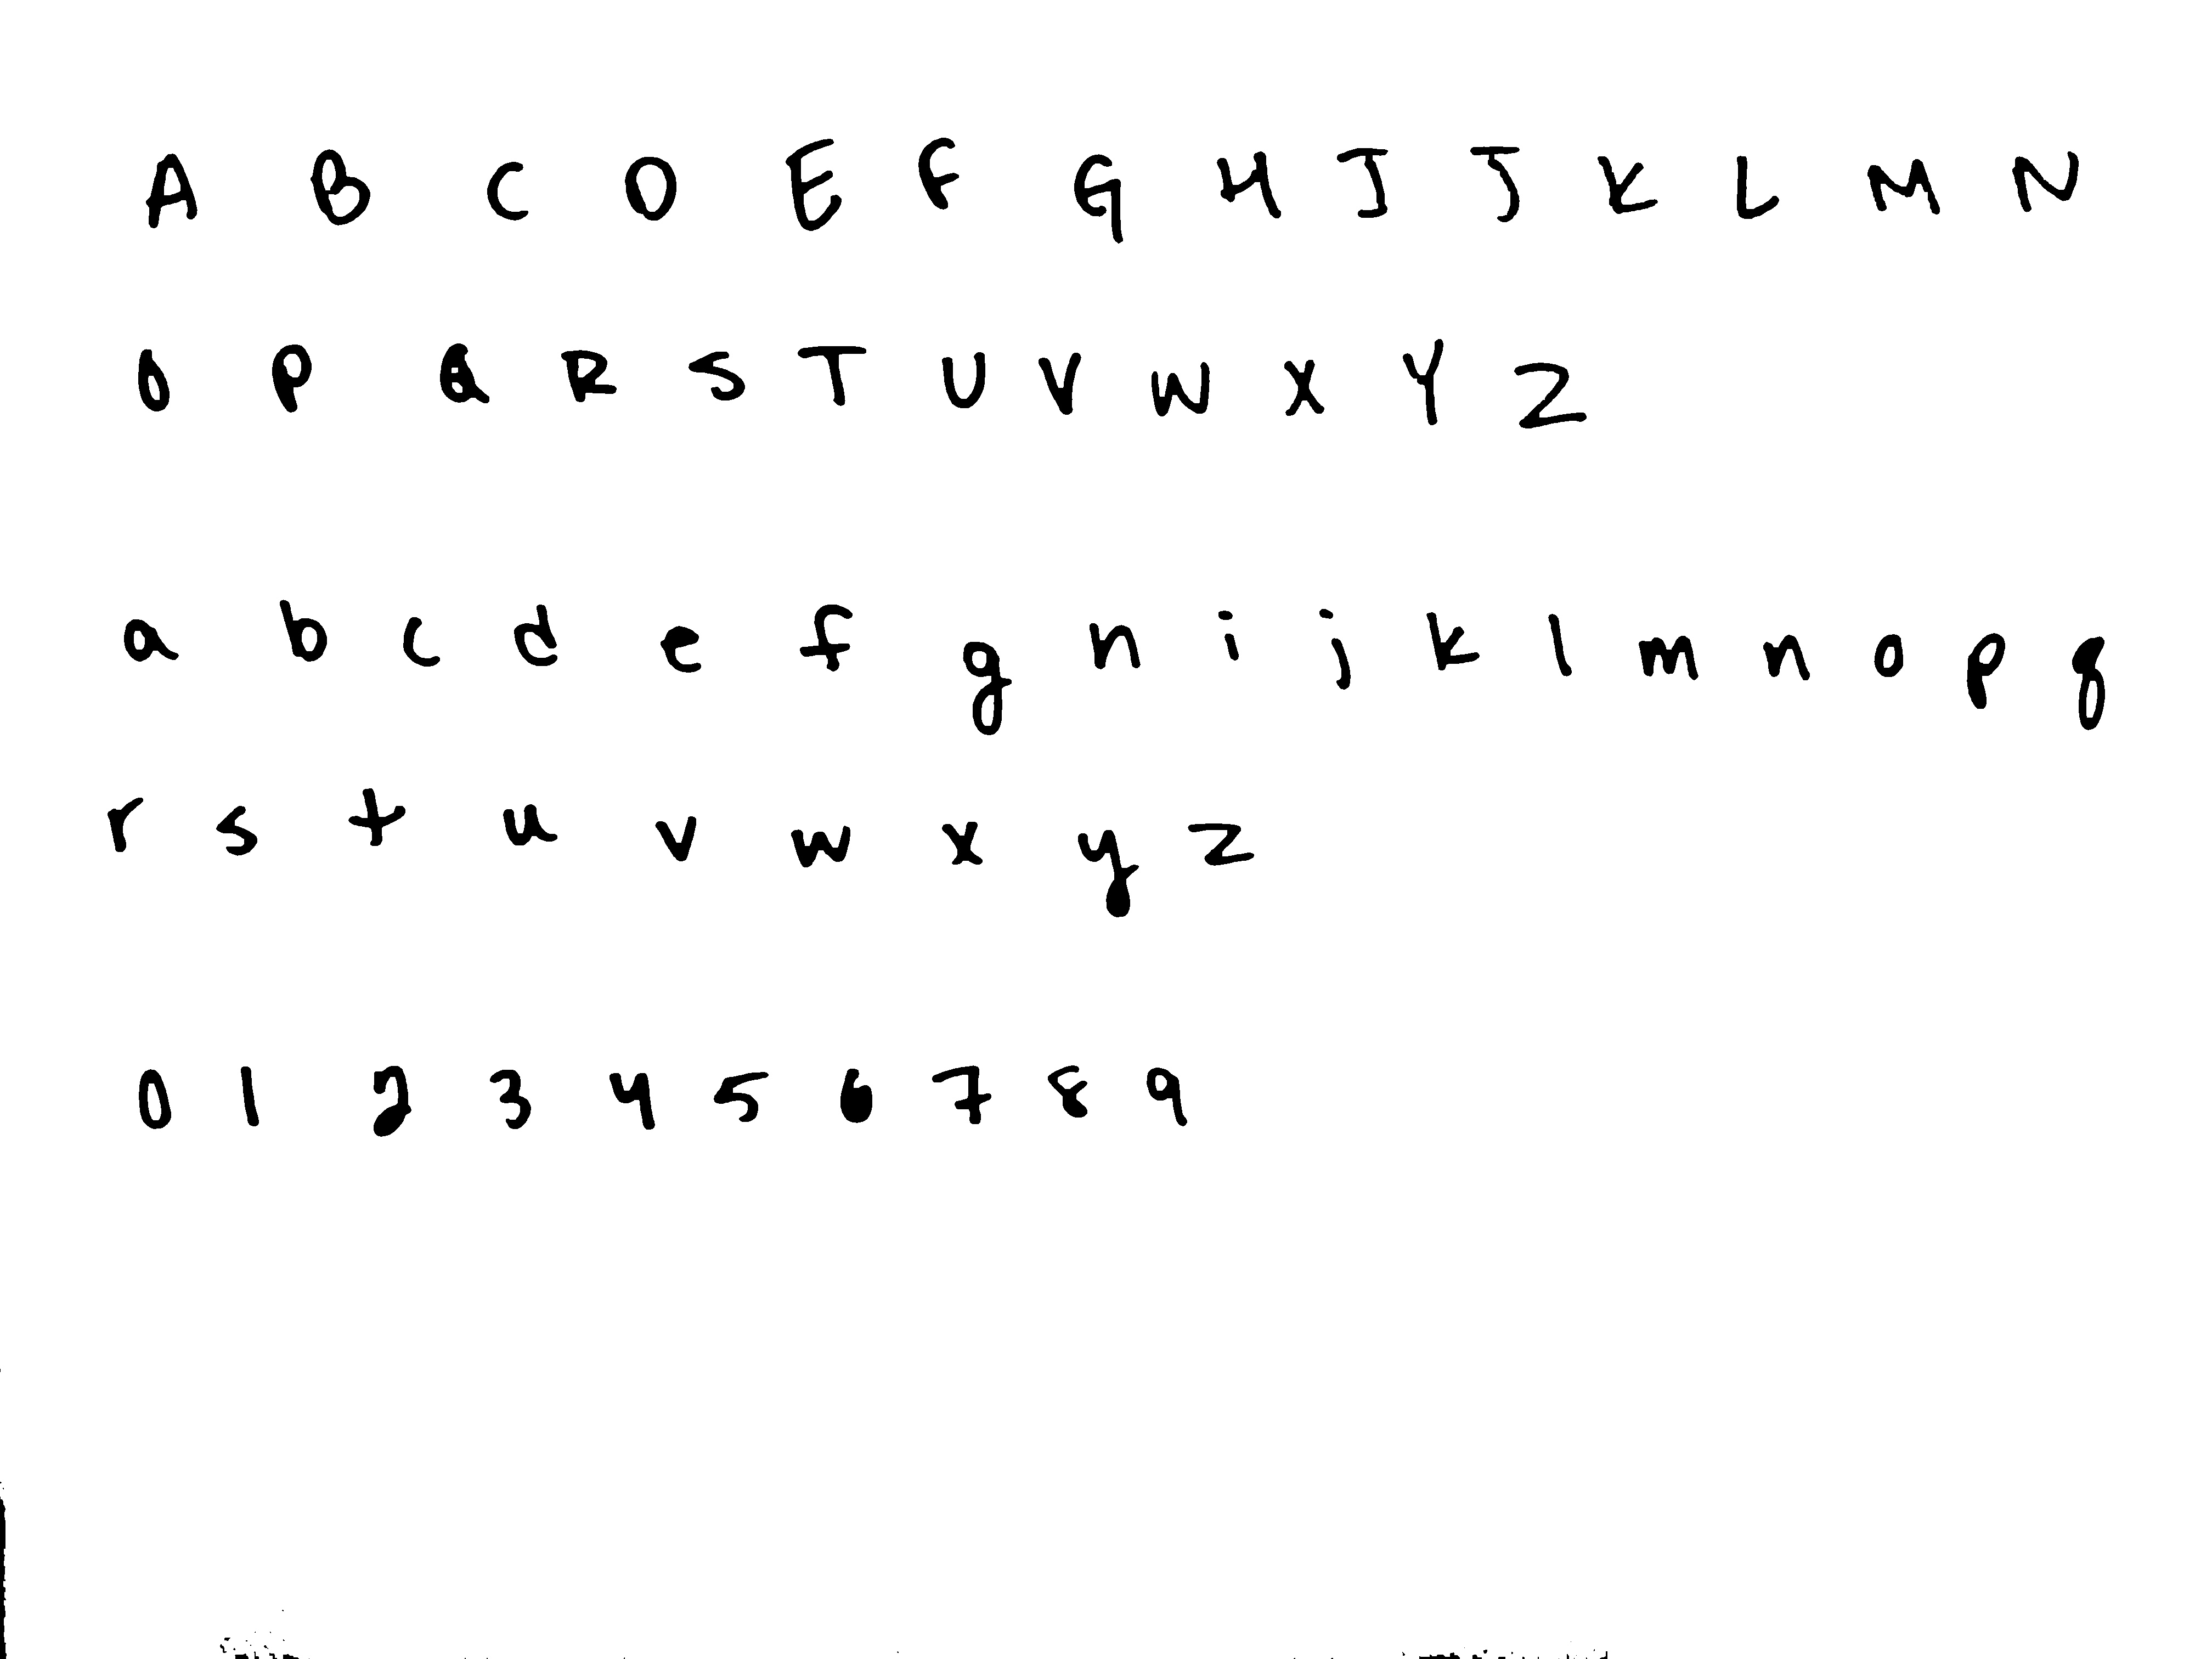 A B C D E F G H I J K L M N
O P Q R S T U V W X Y Z
a b c d e f g h i j k l m n o p q
r s t u v w x y z
0 1 2 3 4 5 6 7 8 9